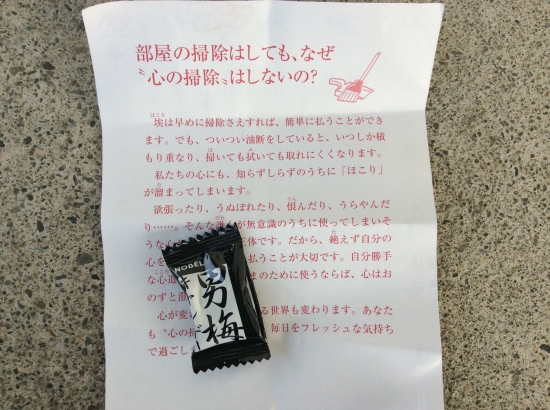 部屋の掃除はしても、なぜ
〝心の掃除〟はしないの?
埃は早めに掃除さえすれば、簡単に払うことができ
ます。でも、ついつい油断をしていると、いつしか積
もり重なり、掃いても拭いても取れにくくなります。
私たちの心にも、知らずしらずのうちに「ほこり」
が溜まってしまいます。
欲張ったり、うぬぼれたり、恨んだり、うらやんだ
り……。そんな誰もが無意識のうちに使ってしまいそ
うな心 正体です。だから、絶えず自分の
心を 払うことが大切です。自分勝手
な心遣 まのために使うならば、心はお
のずと澄
心が変 る世界も変わります。あなた
も〝心の掃 毎日をフレッシュな気持ち
で過ごし
NOBEL
男梅